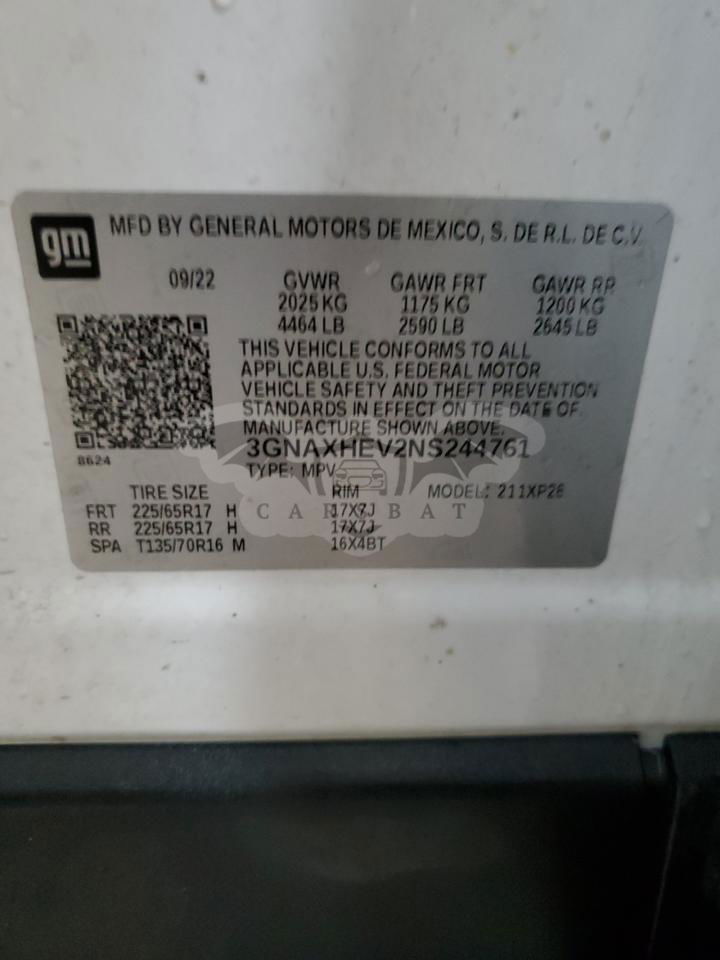 gm
MFD BY GENERAL MOTORS DE MEXICO, S. DE R.L. DE C.V.
09/22 GVWR GAWR FRT GAWR RR
2025 KG 1175 KG 1200 KG
4464 LB 2590 LB 2645 LB
THIS VEHICLE CONFORMS TO ALL
APPLICABLE U.S. FEDERAL MOTOR
VEHICLE SAFETY AND THEFT PREVENTION
STANDARDS IN EFFECT ON THE DATE OF
MANUFACTURE SHOWN ABOVE.
8624
3GNAXHEV2NS244761
TYPE: MPV
TIRE SIZE RIM MODEL: 211XP26
FRT 225/65R17 H 17X7J
RR 225/65R17 H 17X7J
SPA T135/70R16 M 16X4BT
CAR BAT